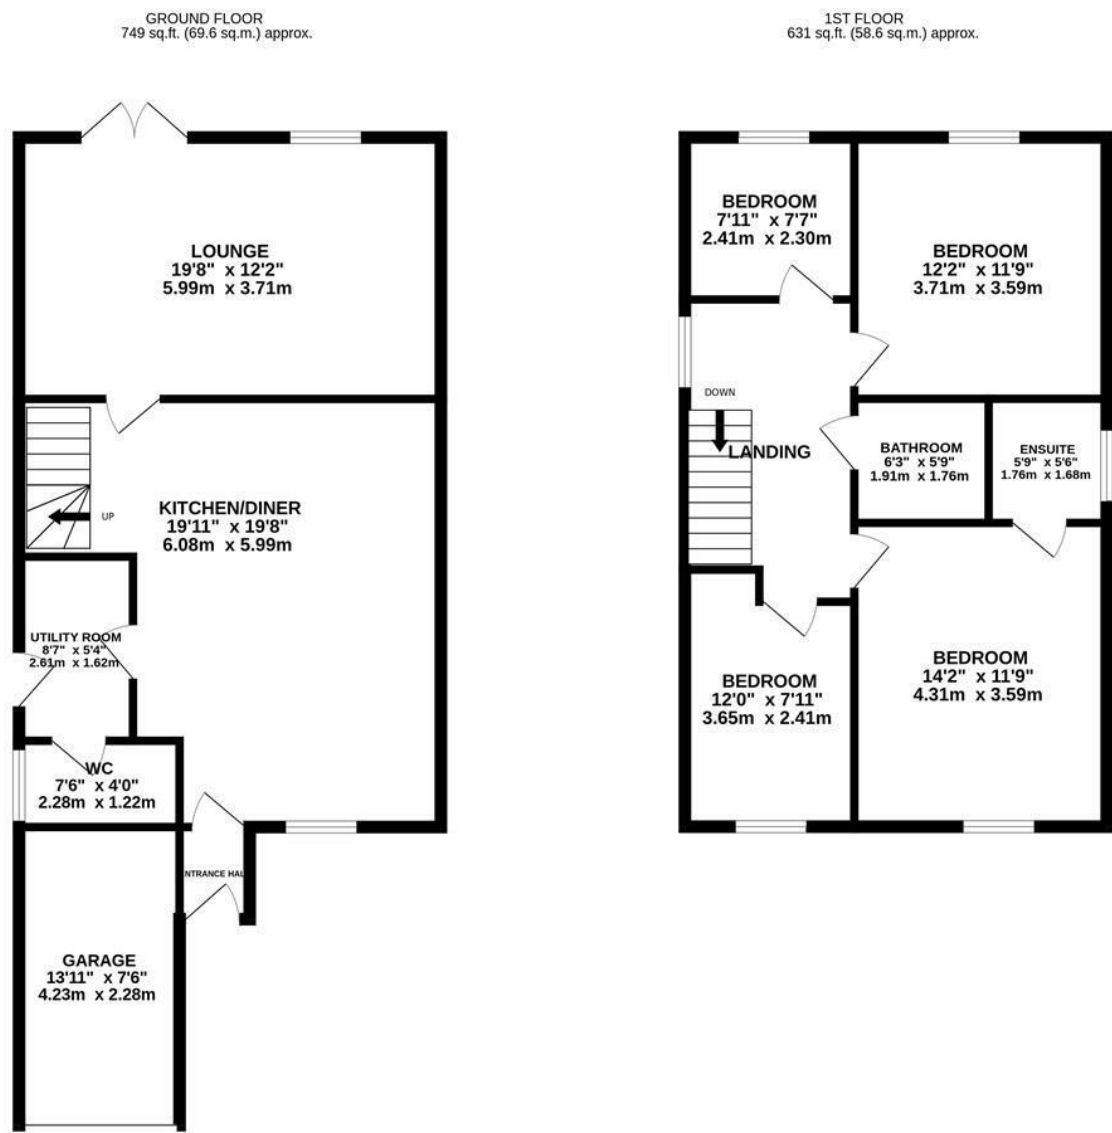 GROUND FLOOR
749 sq.ft. (69.6 sq.m.) approx.
LOUNGE
19'8" x 12'2"
5.99m x 3.71m
KITCHEN/DINER
19'11" x 19'8"
6.08m x 5.99m
UP
UTILITY ROOM
8'7" x 5'4"
2.61m x 1.62m
WC
7'6" x 4'0"
2.28m x 1.22m
NTRANCE HAL
GARAGE
13'11" x 7'6"
4.23m x 2.28m
1ST FLOOR
631 sq.ft. (58.6 sq.m.) approx.
BEDROOM
7'11" x 7'7"
2.41m x 2.30m
BEDROOM
12'2" x 11'9"
3.71m x 3.59m
DOWN
LANDING
BATHROOM
6'3" x 5'9"
1.91m x 1.76m
ENSUITE
5'9" x 5'6"
1.76m x 1.68m
BEDROOM
12'0" x 7'11"
3.65m x 2.41m
BEDROOM
14'2" x 11'9"
4.31m x 3.59m